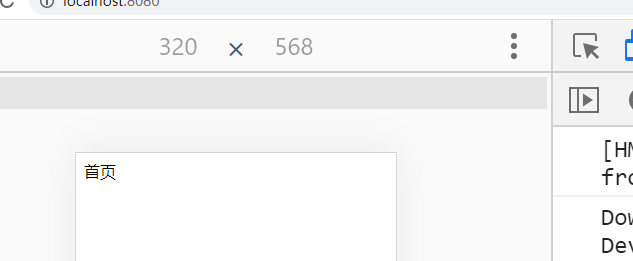 localhost:8080
320 × 568
首页
[HM
fro
Dow
Dev